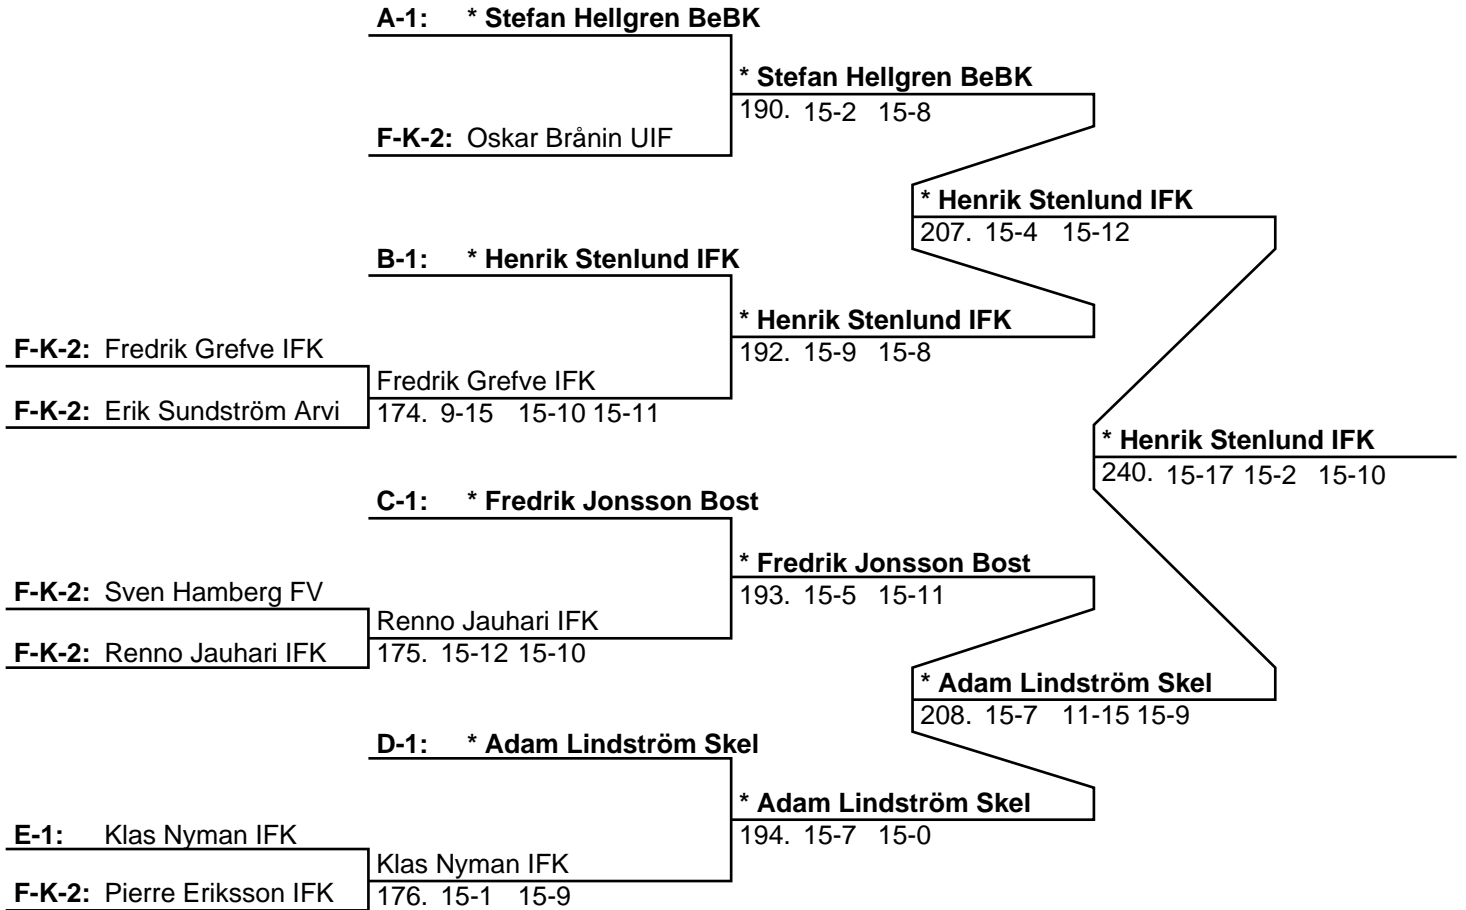 A-1: * Stefan Hellgren BeBK
* Stefan Hellgren BeBK
190. 15-2 15-8
F-K-2: Oskar Brånin UIF
* Henrik Stenlund IFK
207. 15-4 15-12
B-1: * Henrik Stenlund IFK
* Henrik Stenlund IFK
192. 15-9 15-8
F-K-2: Fredrik Grefve IFK
Fredrik Grefve IFK
174. 9-15 15-10 15-11
F-K-2: Erik Sundström Arvi
* Henrik Stenlund IFK
240. 15-17 15-2 15-10
C-1: * Fredrik Jonsson Bost
* Fredrik Jonsson Bost
193. 15-5 15-11
F-K-2: Sven Hamberg FV
Renno Jauhari IFK
175. 15-12 15-10
F-K-2: Renno Jauhari IFK
* Adam Lindström Skel
208. 15-7 11-15 15-9
D-1: * Adam Lindström Skel
* Adam Lindström Skel
194. 15-7 15-0
E-1: Klas Nyman IFK
Klas Nyman IFK
176. 15-1 15-9
F-K-2: Pierre Eriksson IFK